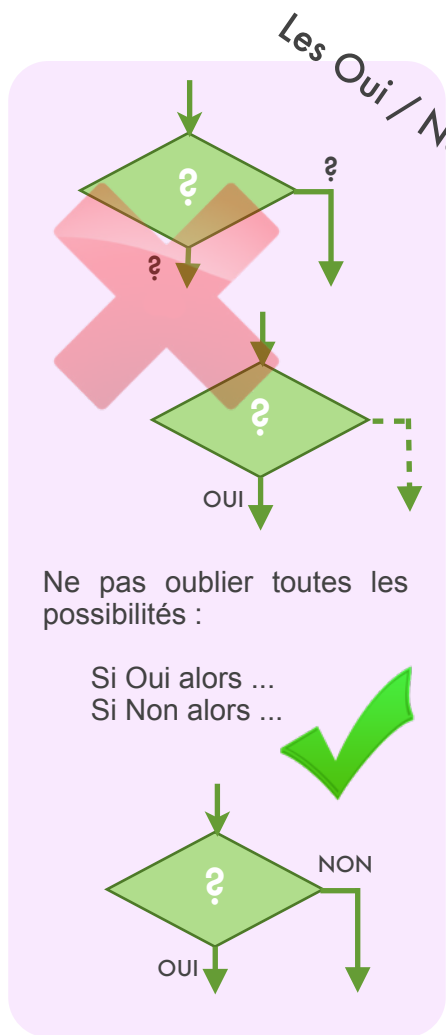 Les Oui / N
?
?
?
?
OUI
Ne pas oublier toutes les
possibilités :
Si Oui alors ...
Si Non alors ...
?
NON
OUI